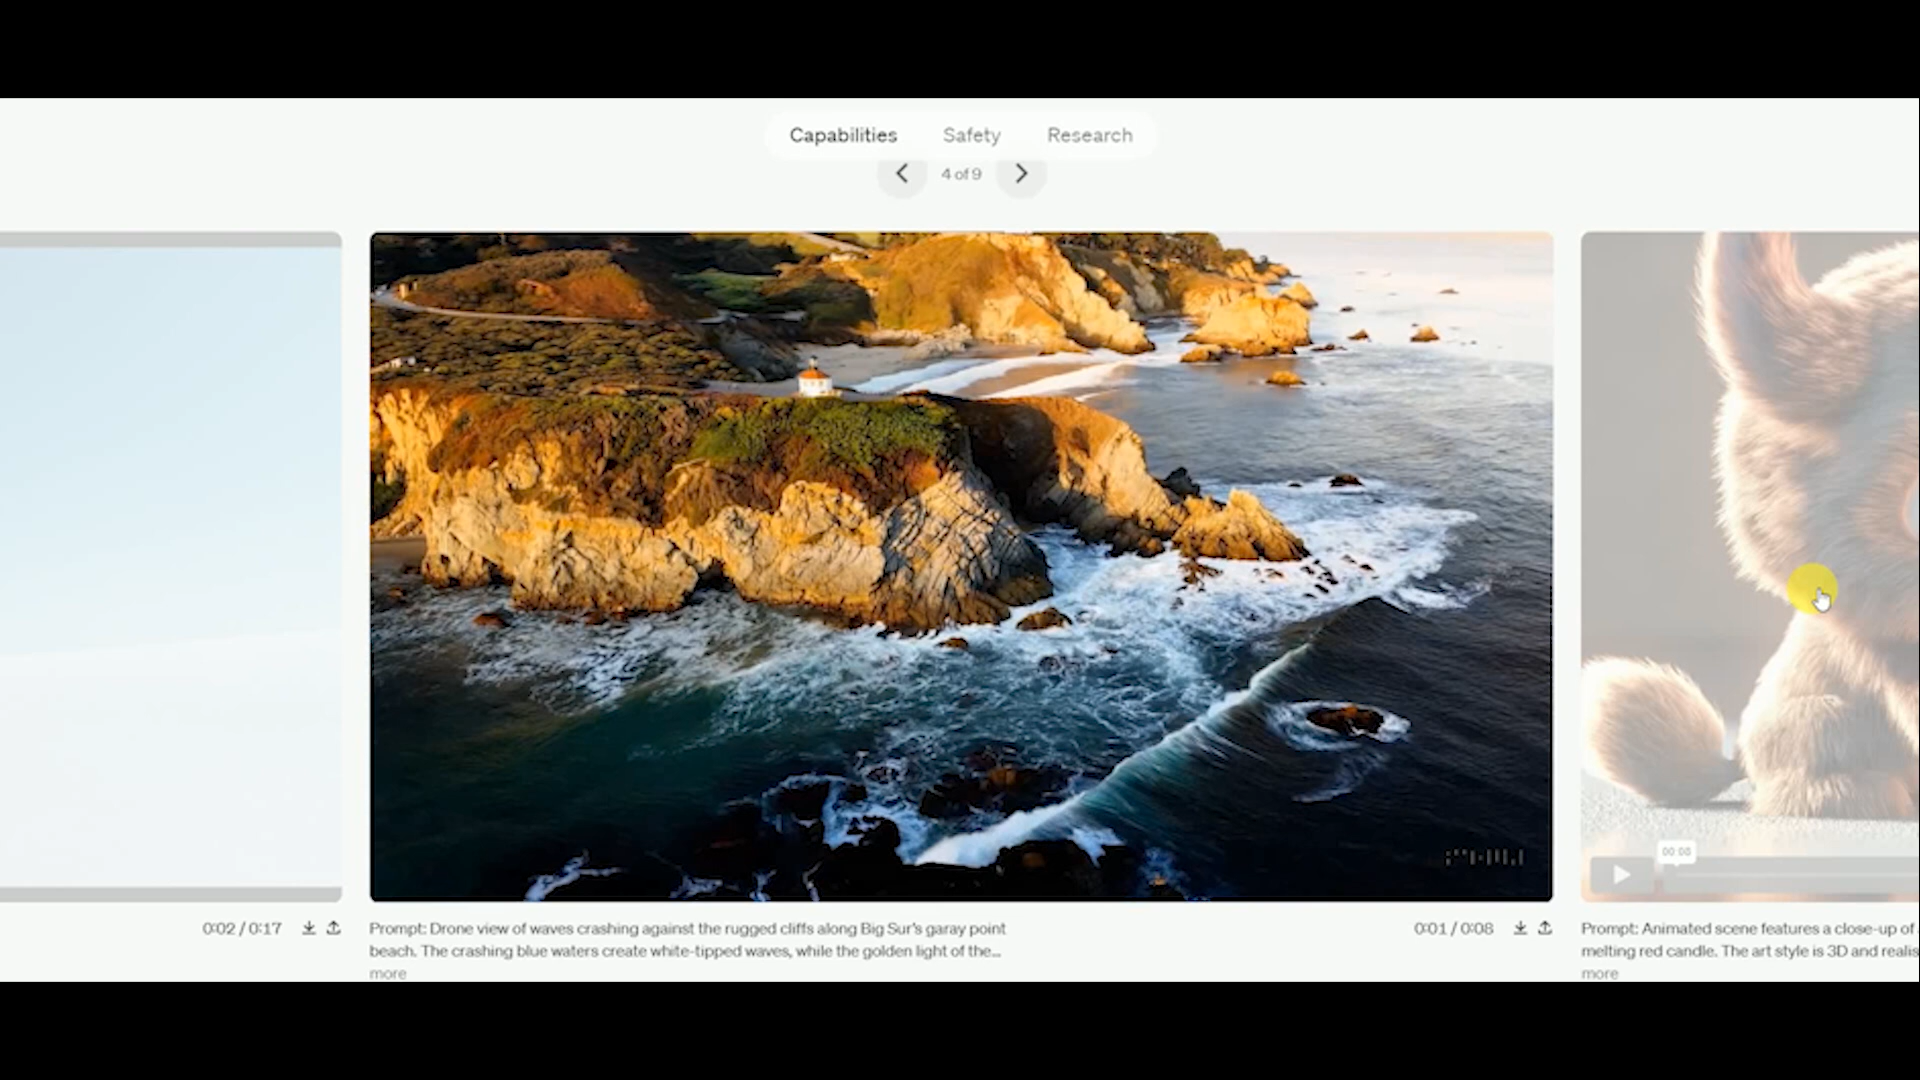 Capabilities Safety Research
4 of 9
00:00
0:02 / 0:17
Prompt: Drone view of waves crashing against the rugged cliffs along Big Sur's garay point
beach. The crashing blue waters create white-tipped waves, while the golden light of the...
more
0:01 / 0:08
Prompt: Animated scene features a close-up of
melting red candle. The art style is 3D and realis
more